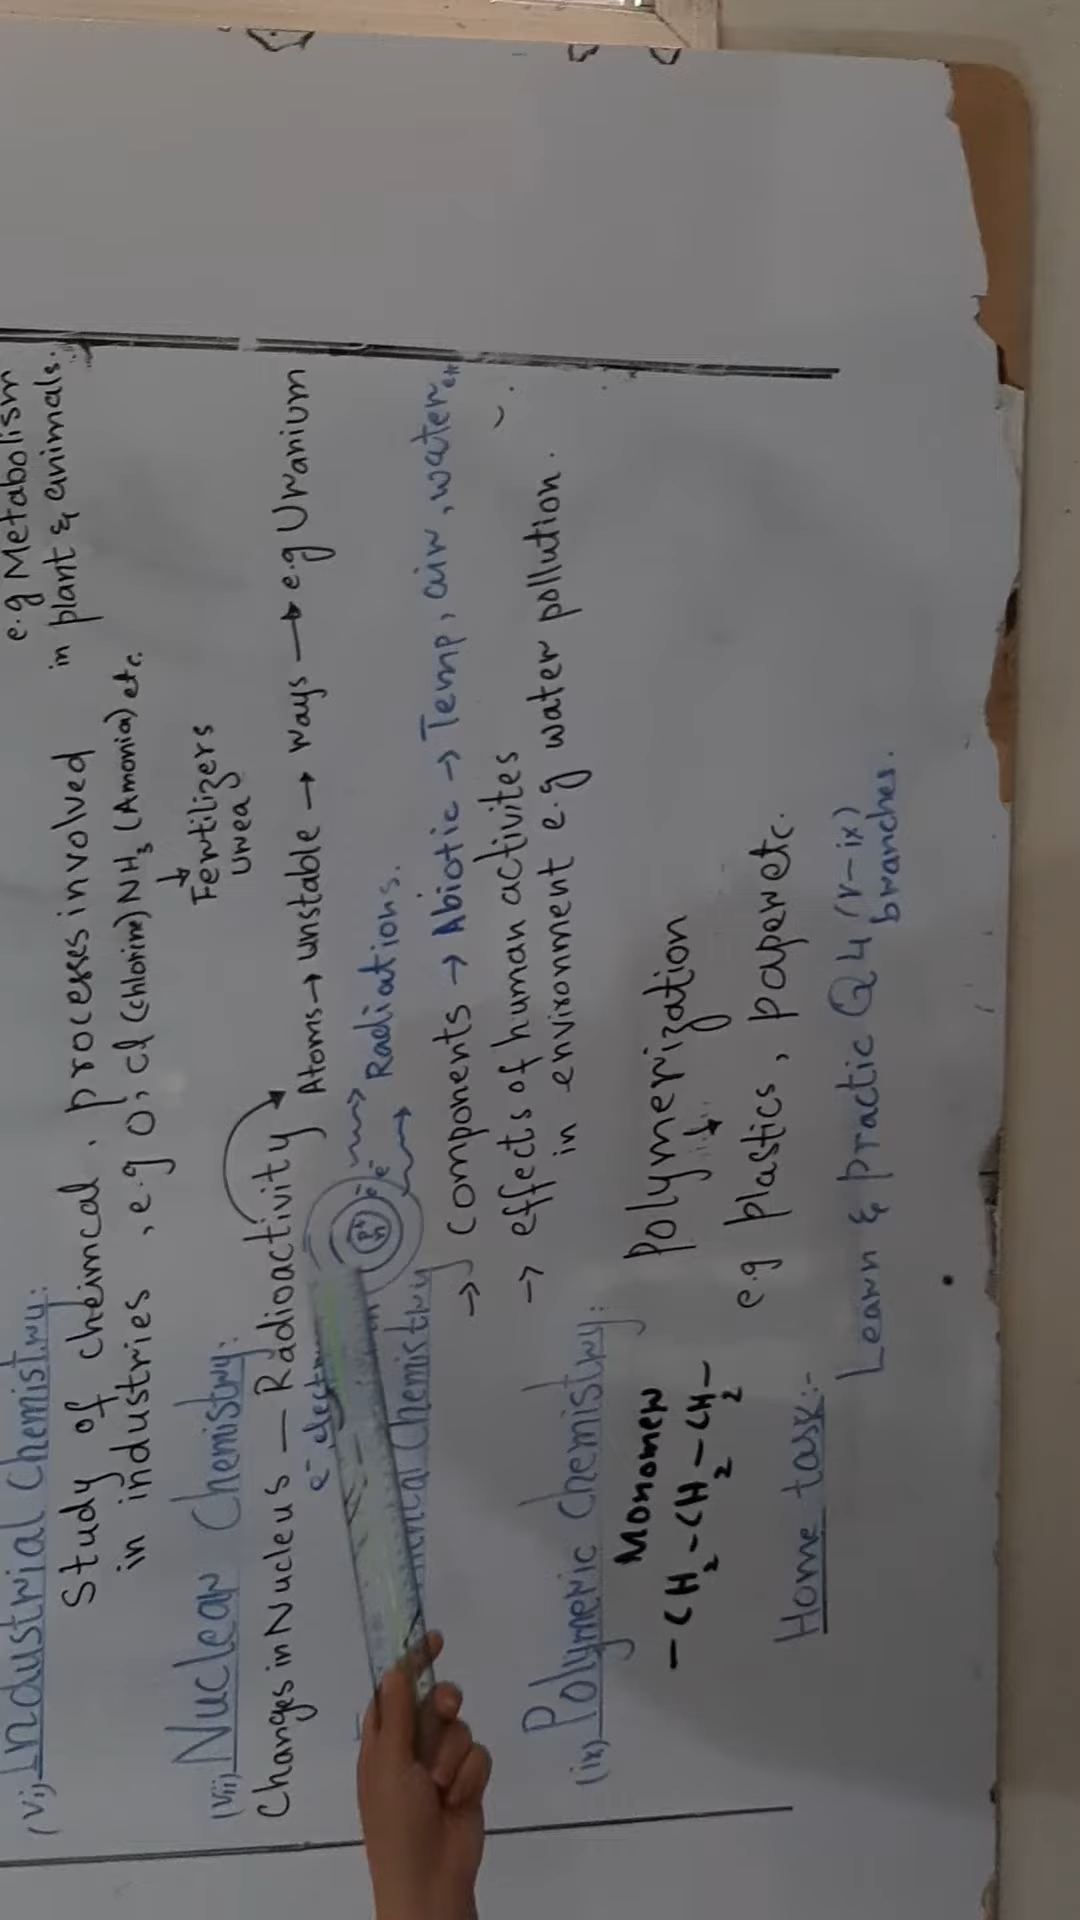 e.g Metabolism
in plant & animals.
(vi) Industrial Chemistry:
Study of cheimcal. processes involved
in industries, e.g O, Cl (chlorine) NH3 (Amonia) etc.
↓
Fertilizers
urea
(vii) Nuclear Chemistry:
Changes in Nucleus — Radioactivity
Atoms → unstable → ways → e.g Uranium
e-
P+
n
e-
e-
→ Radiations.
Chemistry
→ Components → Abiotic → Temp, air, water etc
→ effects of human activites
in environment e.g water pollution.
(ix) Polymeric Chemistry:
Monomer Polymerization
-CH2-CH2-CH2-
e.g plastics, paper etc.
Home task:-
Learn & practic Q4 (v-ix)
branches.